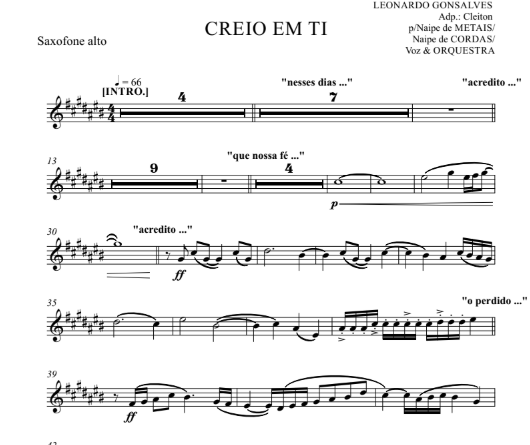 LEONARDO GONSALVES
Adp.: Cleiton
CREIO EM TI
p/Naipe de METAIS/
Saxofone alto
Naipe de CORDAS/
Voz & ORQUESTRA
♩ = 66
[INTRO.]
4
"nesses dias ..."
7
"acredito ..."
13
9
"que nossa fé ..."
4
p
30
"acredito ..."
ff
35
"o perdido ..."
39
ff